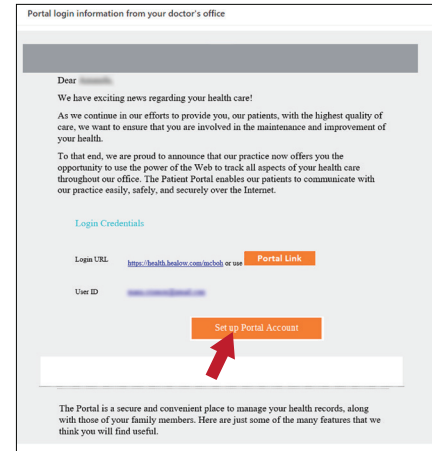 Portal login information from your doctor's office
Dear
We have exciting news regarding your health care!
As we continue in our efforts to provide you, our patients, with the highest quality of
care, we want to ensure that you are involved in the maintenance and improvement of
your health.
To that end, we are proud to announce that our practice now offers you the
opportunity to use the power of the Web to track all aspects of your health care
throughout our office. The Patient Portal enables our patients to communicate with
our practice easily, safely, and securely over the Internet.
Login Credentials
Login URL https://health.healow.com/mcboh or use Portal Link
User ID
Set up Portal Account
The Portal is a secure and convenient place to manage your health records, along
with those of your family members. Here are just some of the many features that we
think you will find useful.